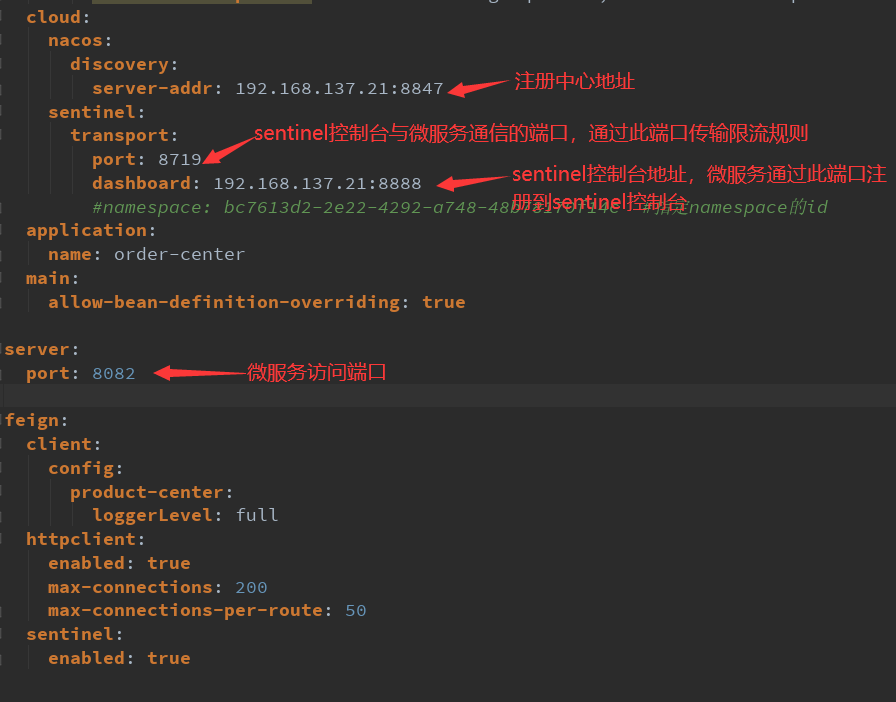 cloud:
nacos:
discovery:
server-addr: 192.168.137.21:8847
注册中心地址
sentinel:
transport:
sentinel控制台与微服务通信的端口，通过此端口传输限流规则
port: 8719
dashboard: 192.168.137.21:8888
sentinel控制台地址，微服务通过此端口注
册到sentinel控制台
#namespace: bc7613d2-2e22-4292-a748- #指定namespace的id
application:
name: order-center
main:
allow-bean-definition-overriding: true
server:
port: 8082
微服务访问端口
feign:
client:
config:
product-center:
loggerLevel: full
httpclient:
enabled: true
max-connections: 200
max-connections-per-route: 50
sentinel:
enabled: true